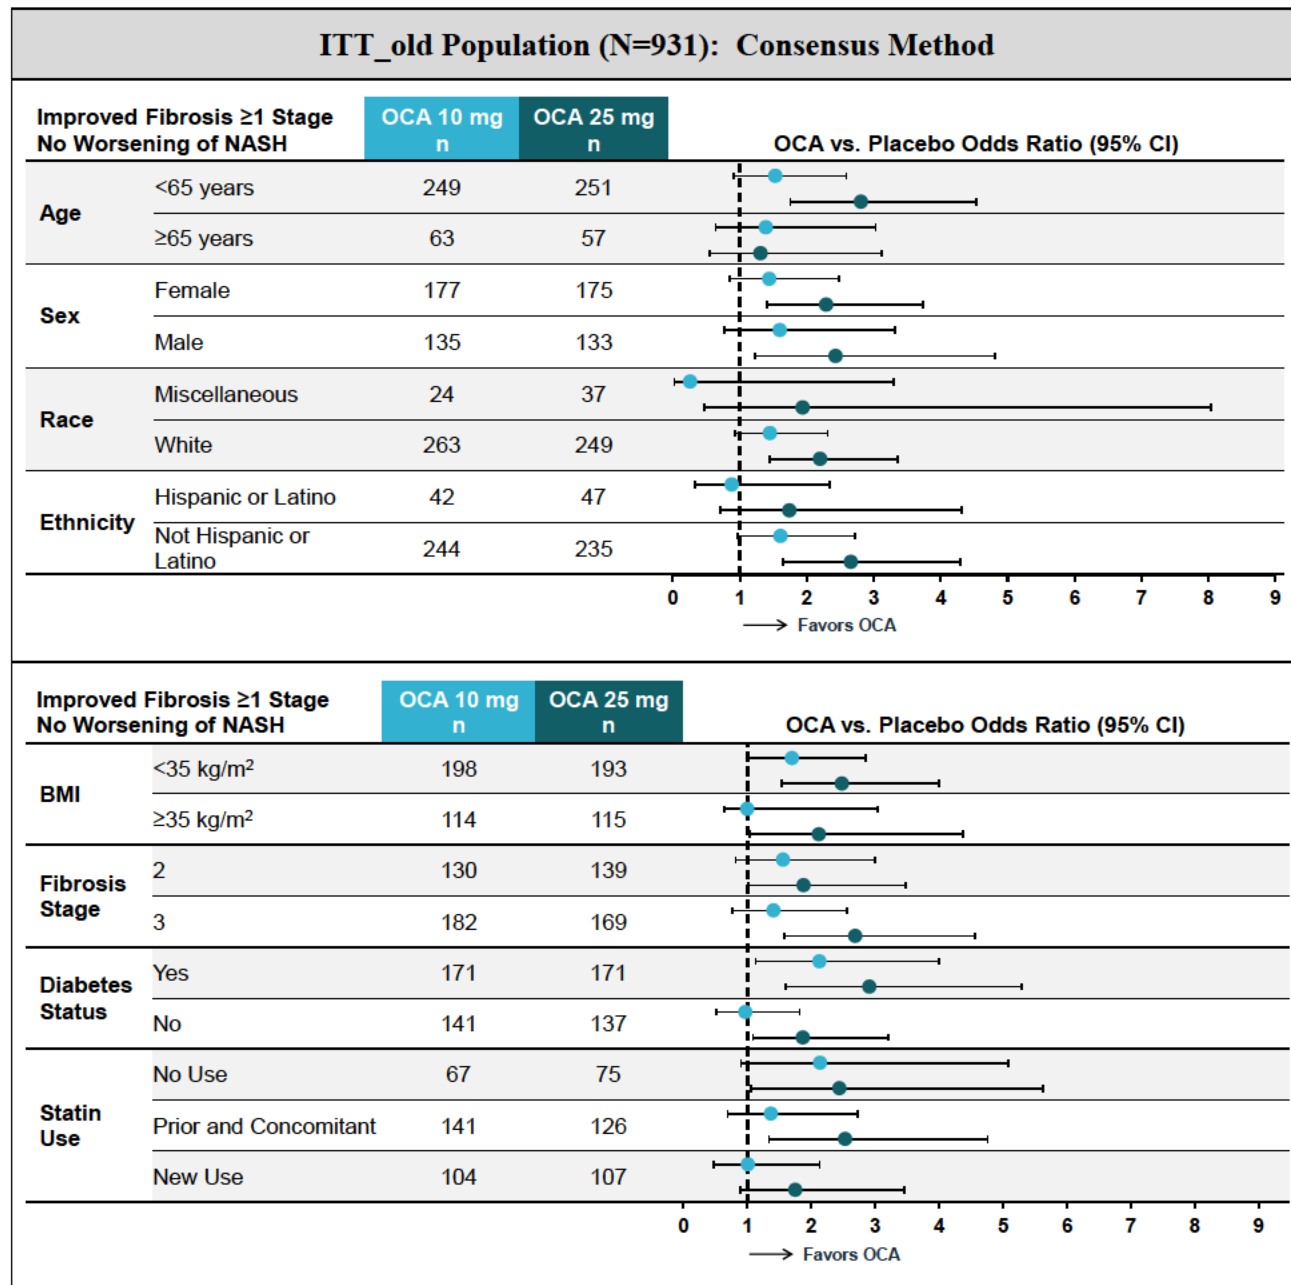 ITT_old Population (N=931): Consensus Method
Improved Fibrosis ≥1 Stage
No Worsening of NASH
OCA 10 mg
n
OCA 25 mg
n
OCA vs. Placebo Odds Ratio (95% CI)
Age
<65 years 249 251
≥65 years 63 57
Sex
Female 177 175
Male 135 133
Race
Miscellaneous 24 37
White 263 249
Ethnicity
Hispanic or Latino 42 47
Not Hispanic or
Latino
244 235
0 1 2 3 4 5 6 7 8 9
Favors OCA
Improved Fibrosis ≥1 Stage
No Worsening of NASH
OCA 10 mg
n
OCA 25 mg
n
OCA vs. Placebo Odds Ratio (95% CI)
BMI
<35 kg/m² 198 193
≥35 kg/m² 114 115
Fibrosis
Stage
2 130 139
3 182 169
Diabetes
Status
Yes 171 171
No 141 137
Statin
Use
No Use 67 75
Prior and Concomitant 141 126
New Use 104 107
0 1 2 3 4 5 6 7 8 9
Favors OCA